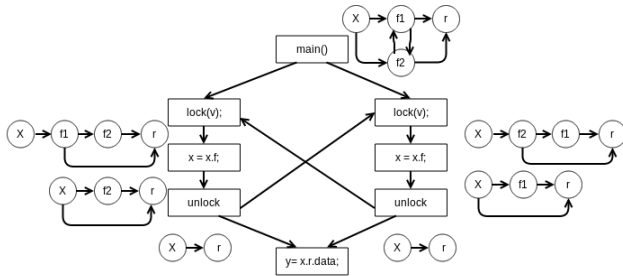 X f1 r
main()
f2
lock(v); lock(v);
X f1 f2 r
X f2 f1 r
x = x.f; x = x.f;
X f2 r
X f1 r
unlock unlock
X r
X r
y= x.r.data;